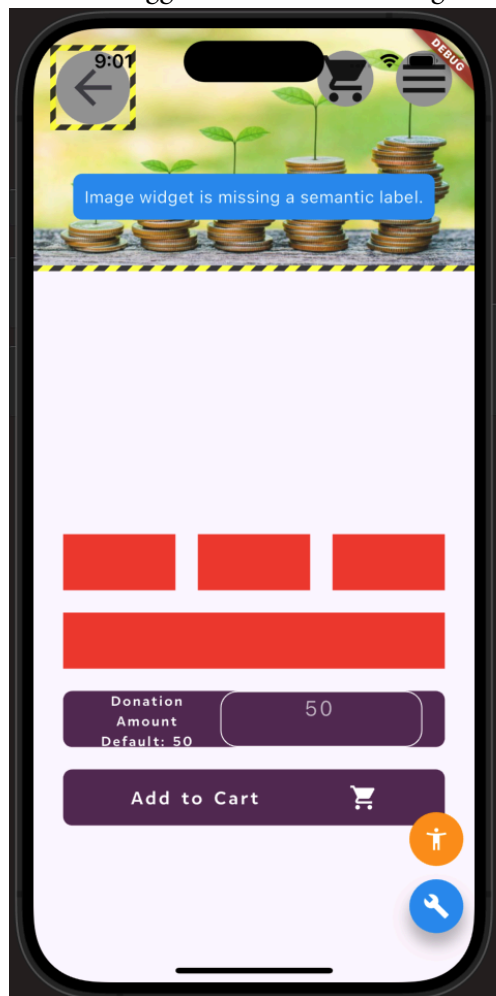 9:01
DEBUG
Image widget is missing a semantic label.
Donation
Amount
Default: 50
50
Add to Cart